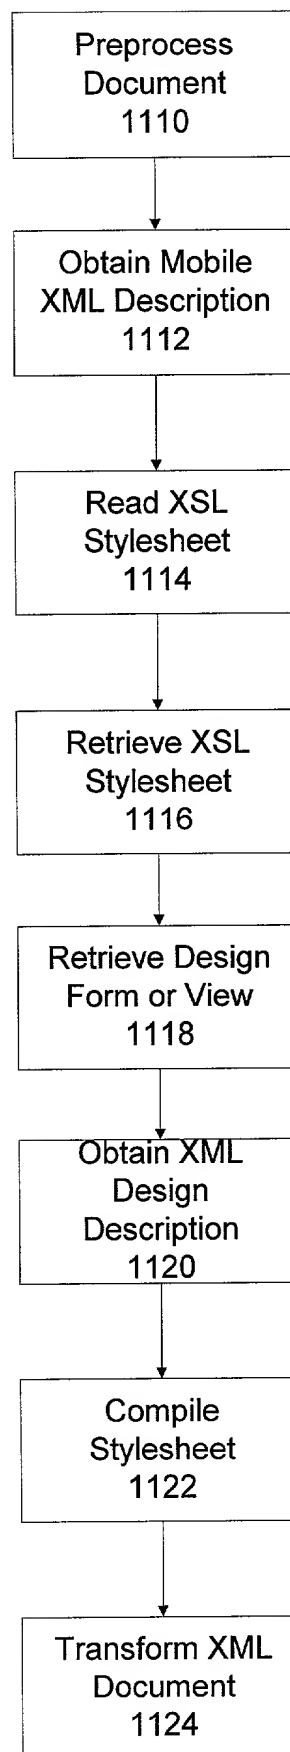 Preprocess
Document
1110
Obtain Mobile
XML Description
1112
Read XSL
Stylesheet
1114
Retrieve XSL
Stylesheet
1116
Retrieve Design
Form or View
1118
Obtain XML
Design
Description
1120
Compile
Stylesheet
1122
Transform XML
Document
1124